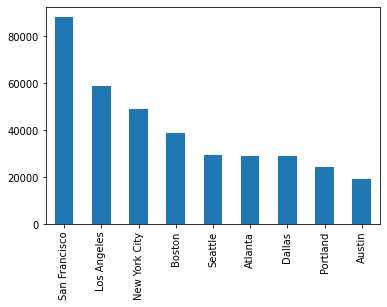 80000
60000
40000
20000
0
San Francisco
Los Angeles
New York City
Boston
Seattle
Atlanta
Dallas
Portland
Austin